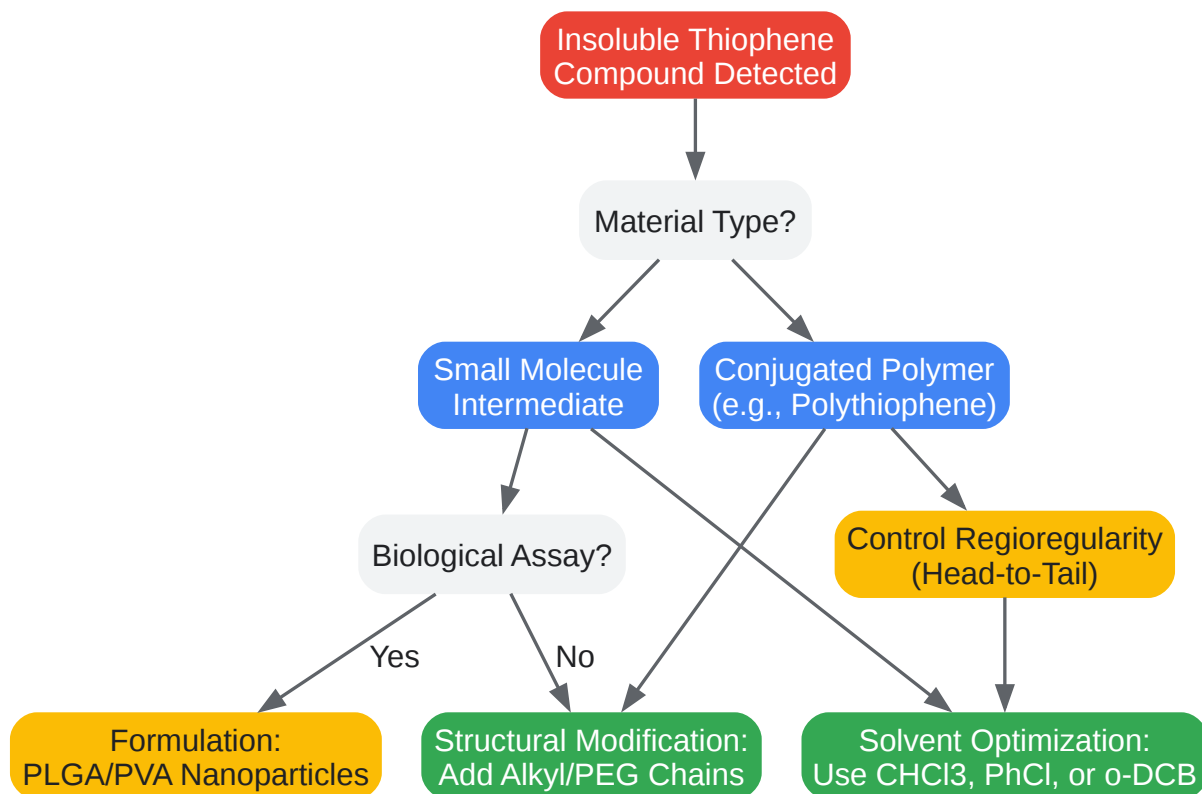 Insoluble Thiophene
Compound Detected
Material Type?
Small Molecule
Intermediate
Conjugated Polymer
(e.g., Polythiophene)
Biological Assay?
Control Regioregularity
(Head-to-Tail)
Yes
No
Formulation:
PLGA/PVA Nanoparticles
Structural Modification:
Add Alkyl/PEG Chains
Solvent Optimization:
Use CHCl3, PhCl, or o-DCB